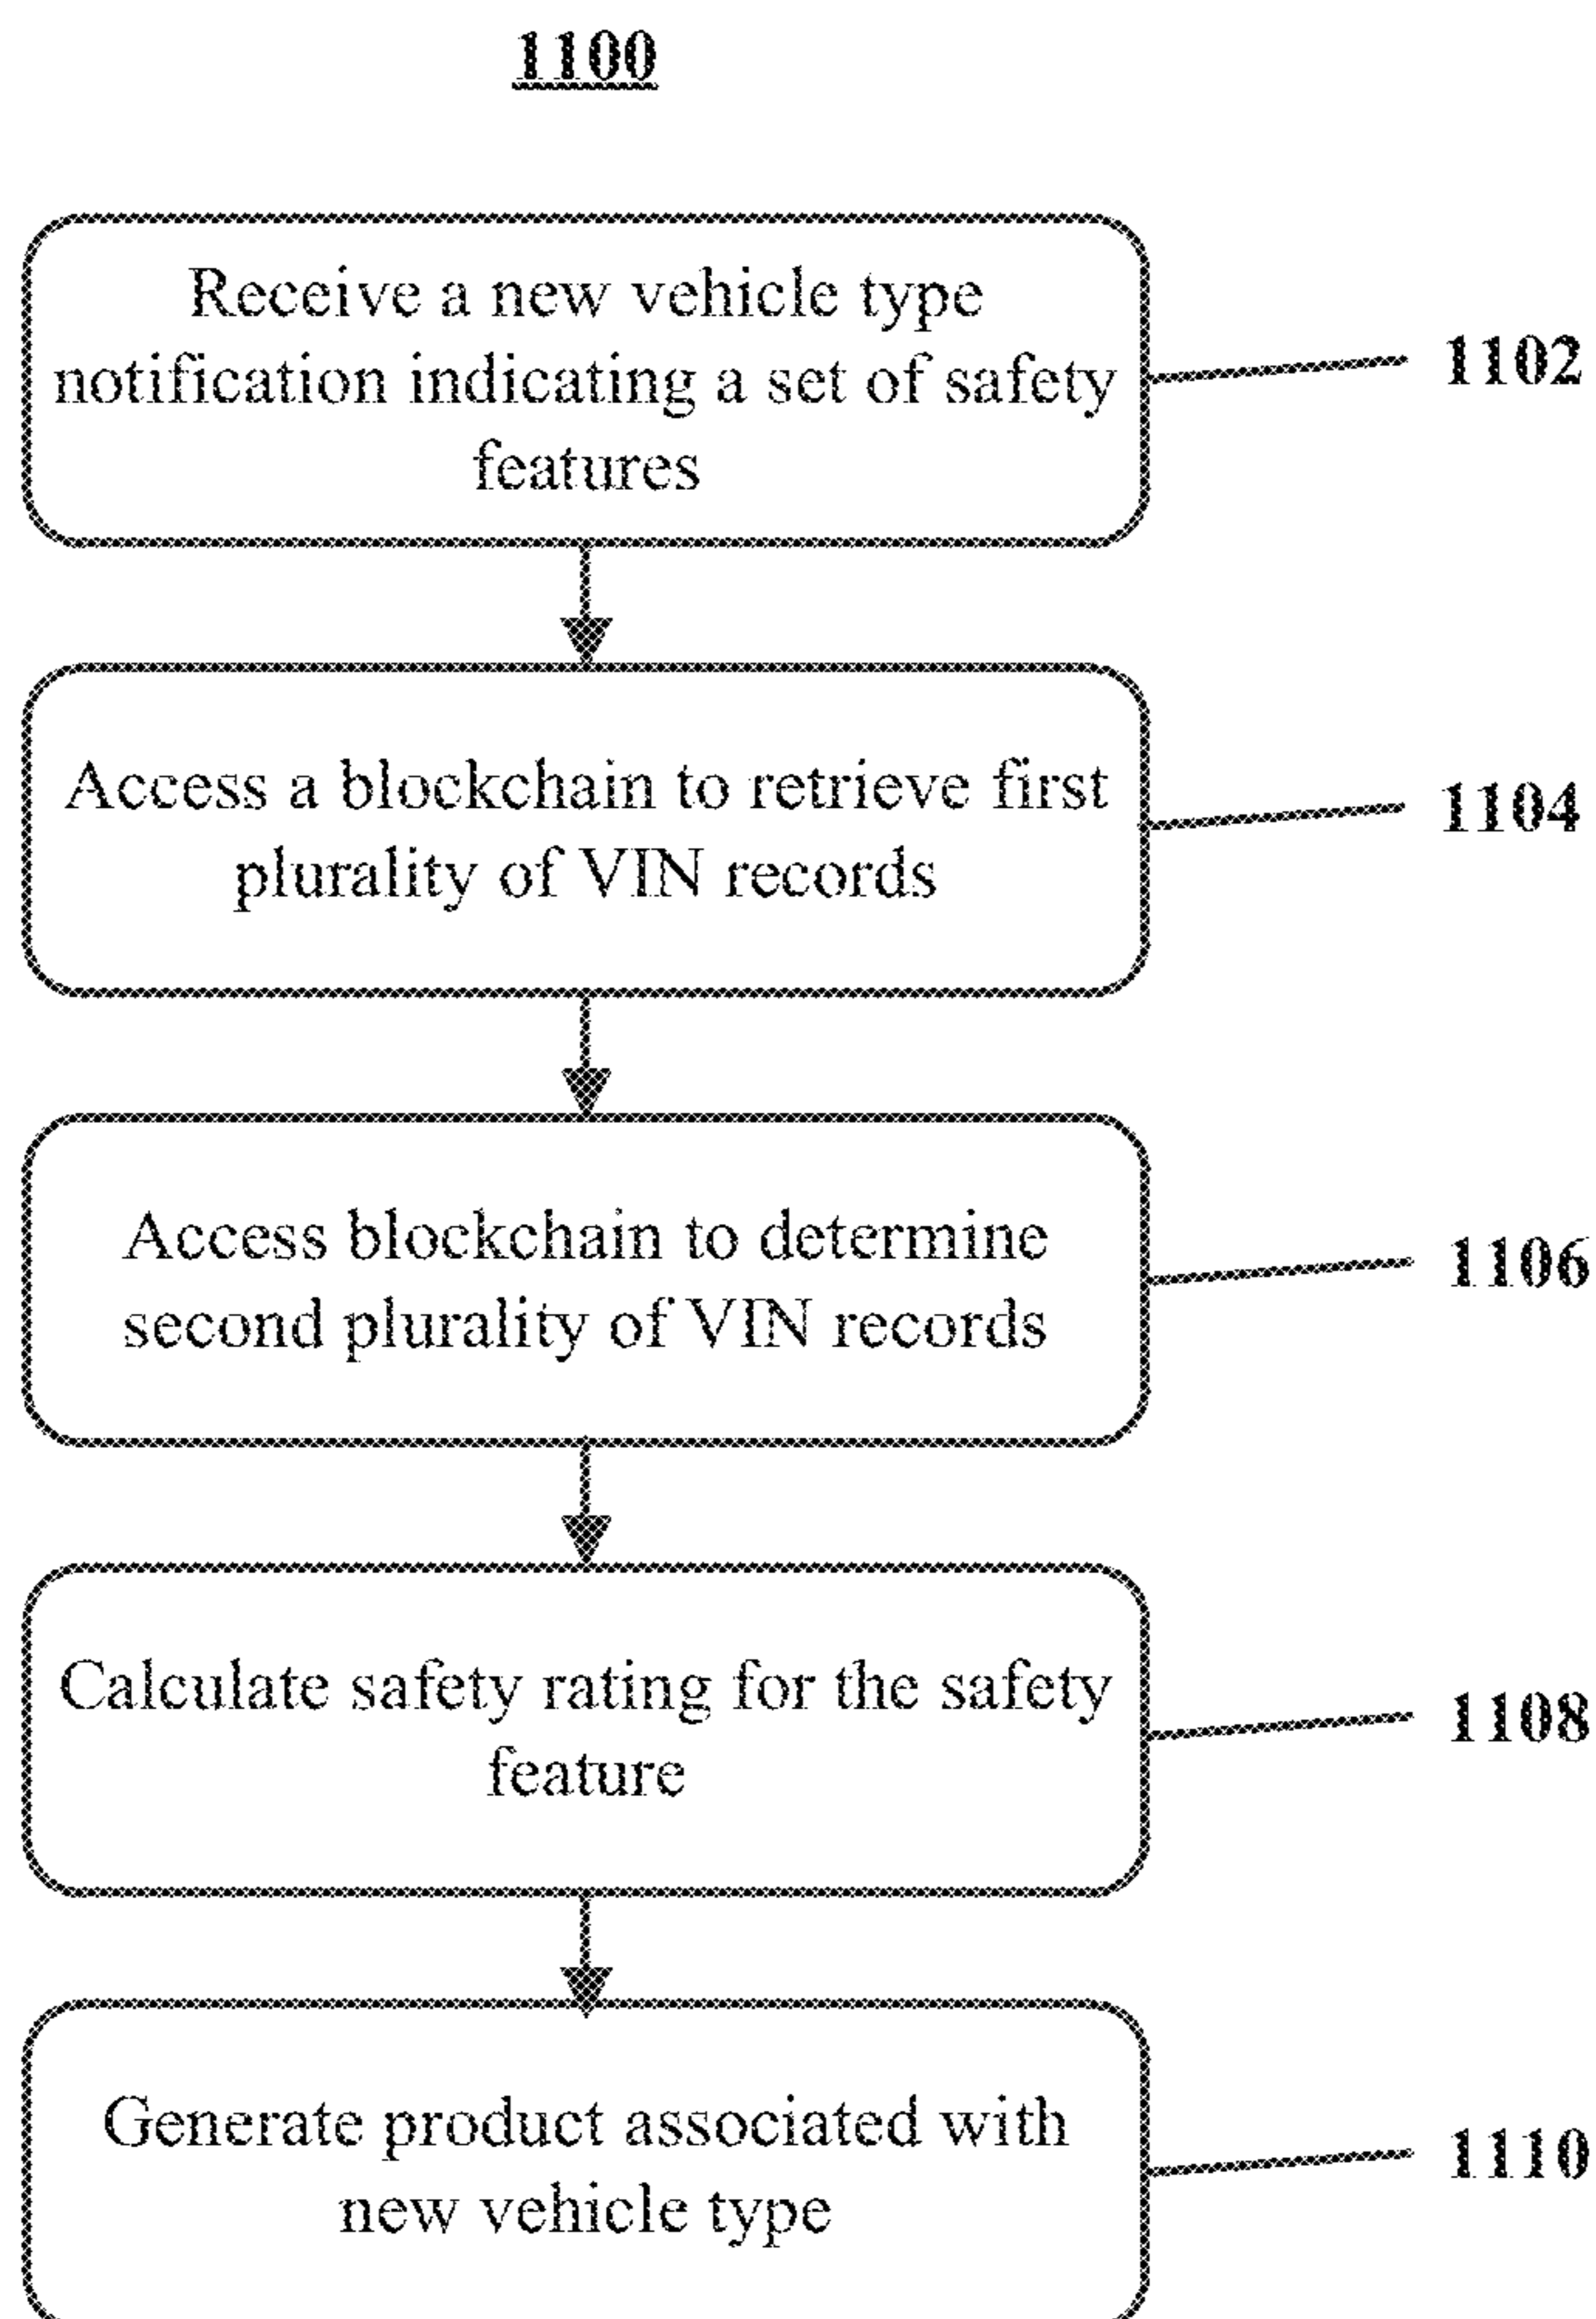 1100
Receive a new vehicle type
notification indicating a set of safety
features
1102
Access a blockchain to retrieve first
plurality of VIN records
1104
Access blockchain to determine
second plurality of VIN records
1106
Calculate safety rating for the safety
feature
1108
Generate product associated with
new vehicle type
1110